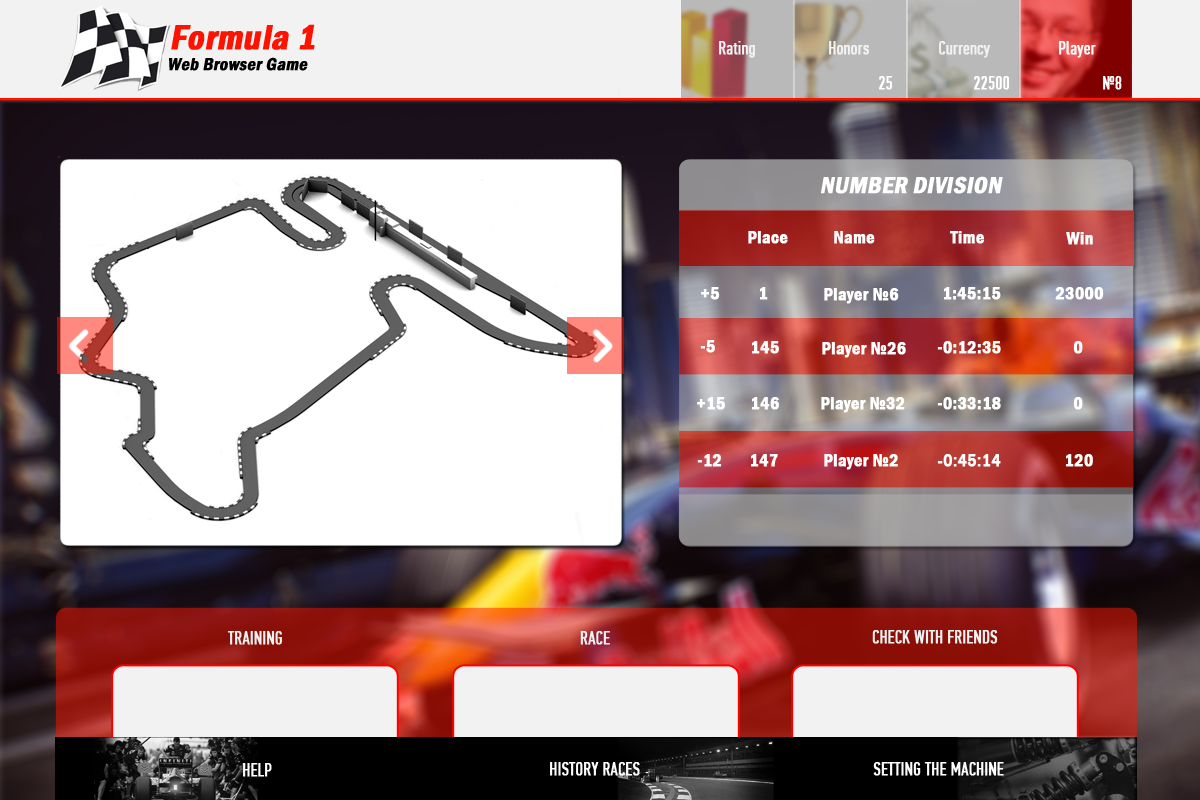 Formula 1
Web Browser Game
Rating
Honors
25
Currency
22500
Player
№8
NUMBER DIVISION
Place Name Time Win
+5 1 Player №6 1:45:15 23000
-5 145 Player №26 -0:12:35 0
+15 146 Player №32 -0:33:18 0
-12 147 Player №2 -0:45:14 120
TRAINING
RACE
CHECK WITH FRIENDS
INFINITI
HELP
HISTORY RACES
SETTING THE MACHINE